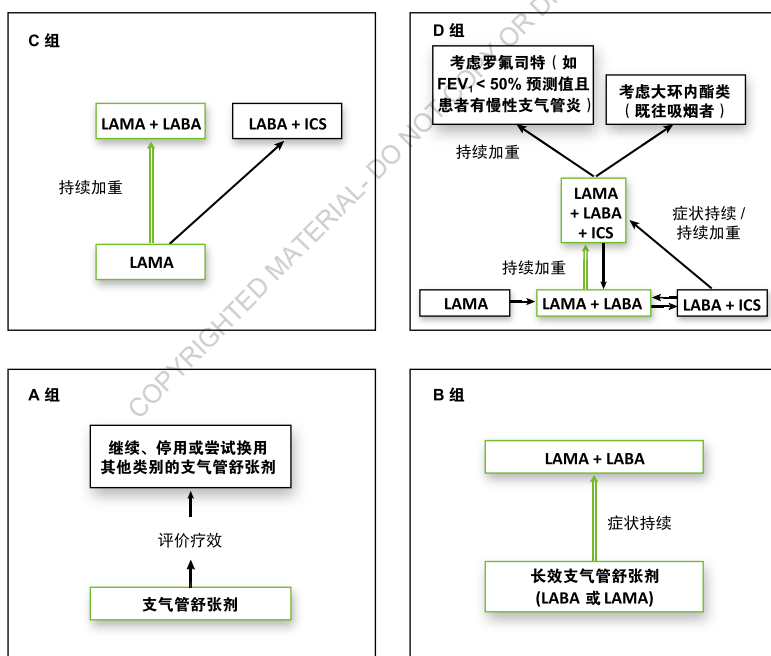 C 组
LAMA + LABA
LABA + ICS
持续加重
LAMA
D 组
考虑罗氟司特（如
FEV₁ < 50% 预测值且
患者有慢性支气管炎）
考虑大环内酯类
（既往吸烟者）
持续加重
LAMA
+ LABA
+ ICS
症状持续 /
持续加重
持续加重
LAMA
LAMA + LABA
LABA + ICS
A 组
继续、停用或尝试换用
其他类别的支气管舒张剂
评价疗效
支气管舒张剂
B 组
LAMA + LABA
症状持续
长效支气管舒张剂
(LABA 或 LAMA)
COPYRIGHTED MATERIAL- DO NOT COPY OR